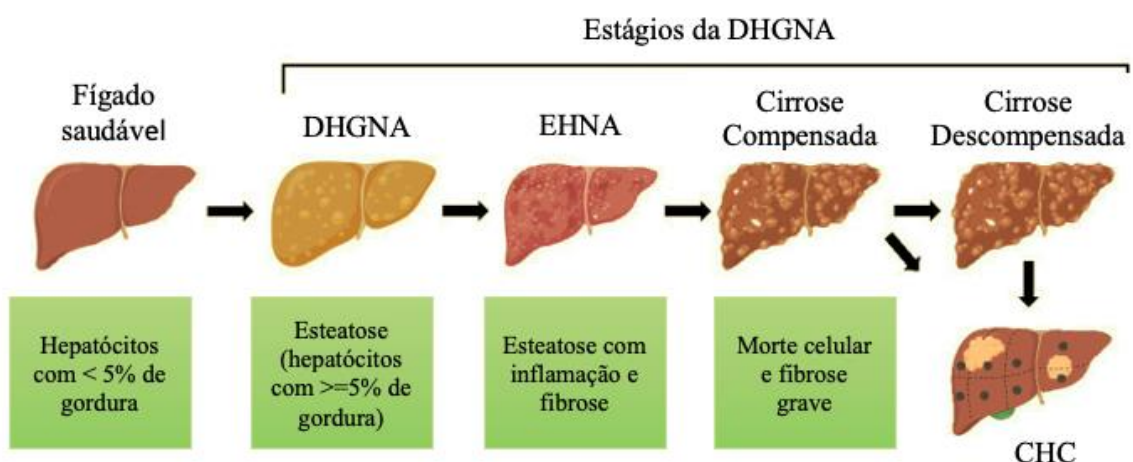 Estágios da DHGNA
Fígado
saudável
DHGNA
EHNA
Cirrose
Compensada
Cirrose
Descompensada
Hepatócitos
com < 5% de
gordura
Esteatose
(hepatócitos
com >=5% de
gordura)
Esteatose com
inflamação e
fibrose
Morte celular
e fibrose
grave
CHC